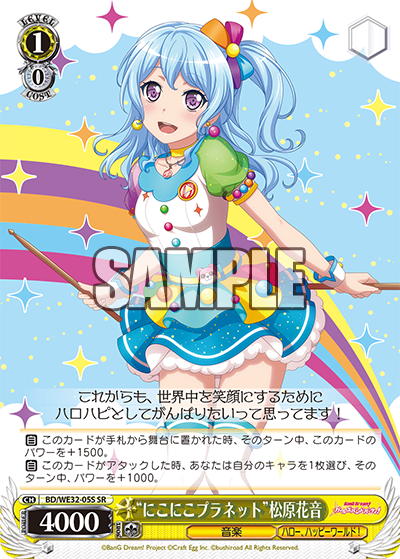 LEVEL
1
0
COST
SAMPLE
これからも、世界中を笑顔にするために
ハロハピとしてがんばりたいって思ってます！
自 このカードが手札から舞台に置かれた時、そのターン中、このカードの
パワーを＋1500。
自 このカードがアタックした時、あなたは自分のキャラを1枚選び、そのターン
中、パワーを＋1000。
CH BD/WE32-05S SR
“にこにこプラネット”松原花音
POWER
4000
音楽
ハロー、ハッピーワールド！
BanG Dream!
©BanG Dream! Project ©Craft Egg Inc. ©bushiroad All Rights Reserved.